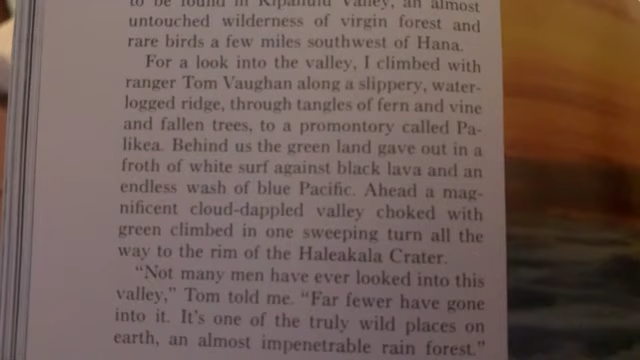 to be found in Kipahulu Valley, an almost
untouched wilderness of virgin forest and
rare birds a few miles southwest of Hana.
For a look into the valley, I climbed with
ranger Tom Vaughan along a slippery, water-
logged ridge, through tangles of fern and vine
and fallen trees, to a promontory called Pa-
likea. Behind us the green land gave out in a
froth of white surf against black lava and an
endless wash of blue Pacific. Ahead a mag-
nificent cloud-dappled valley choked with
green climbed in one sweeping turn all the
way to the rim of the Haleakala Crater.
"Not many men have ever looked into this
valley," Tom told me. "Far fewer have gone
into it. It's one of the truly wild places on
earth, an almost impenetrable rain forest."